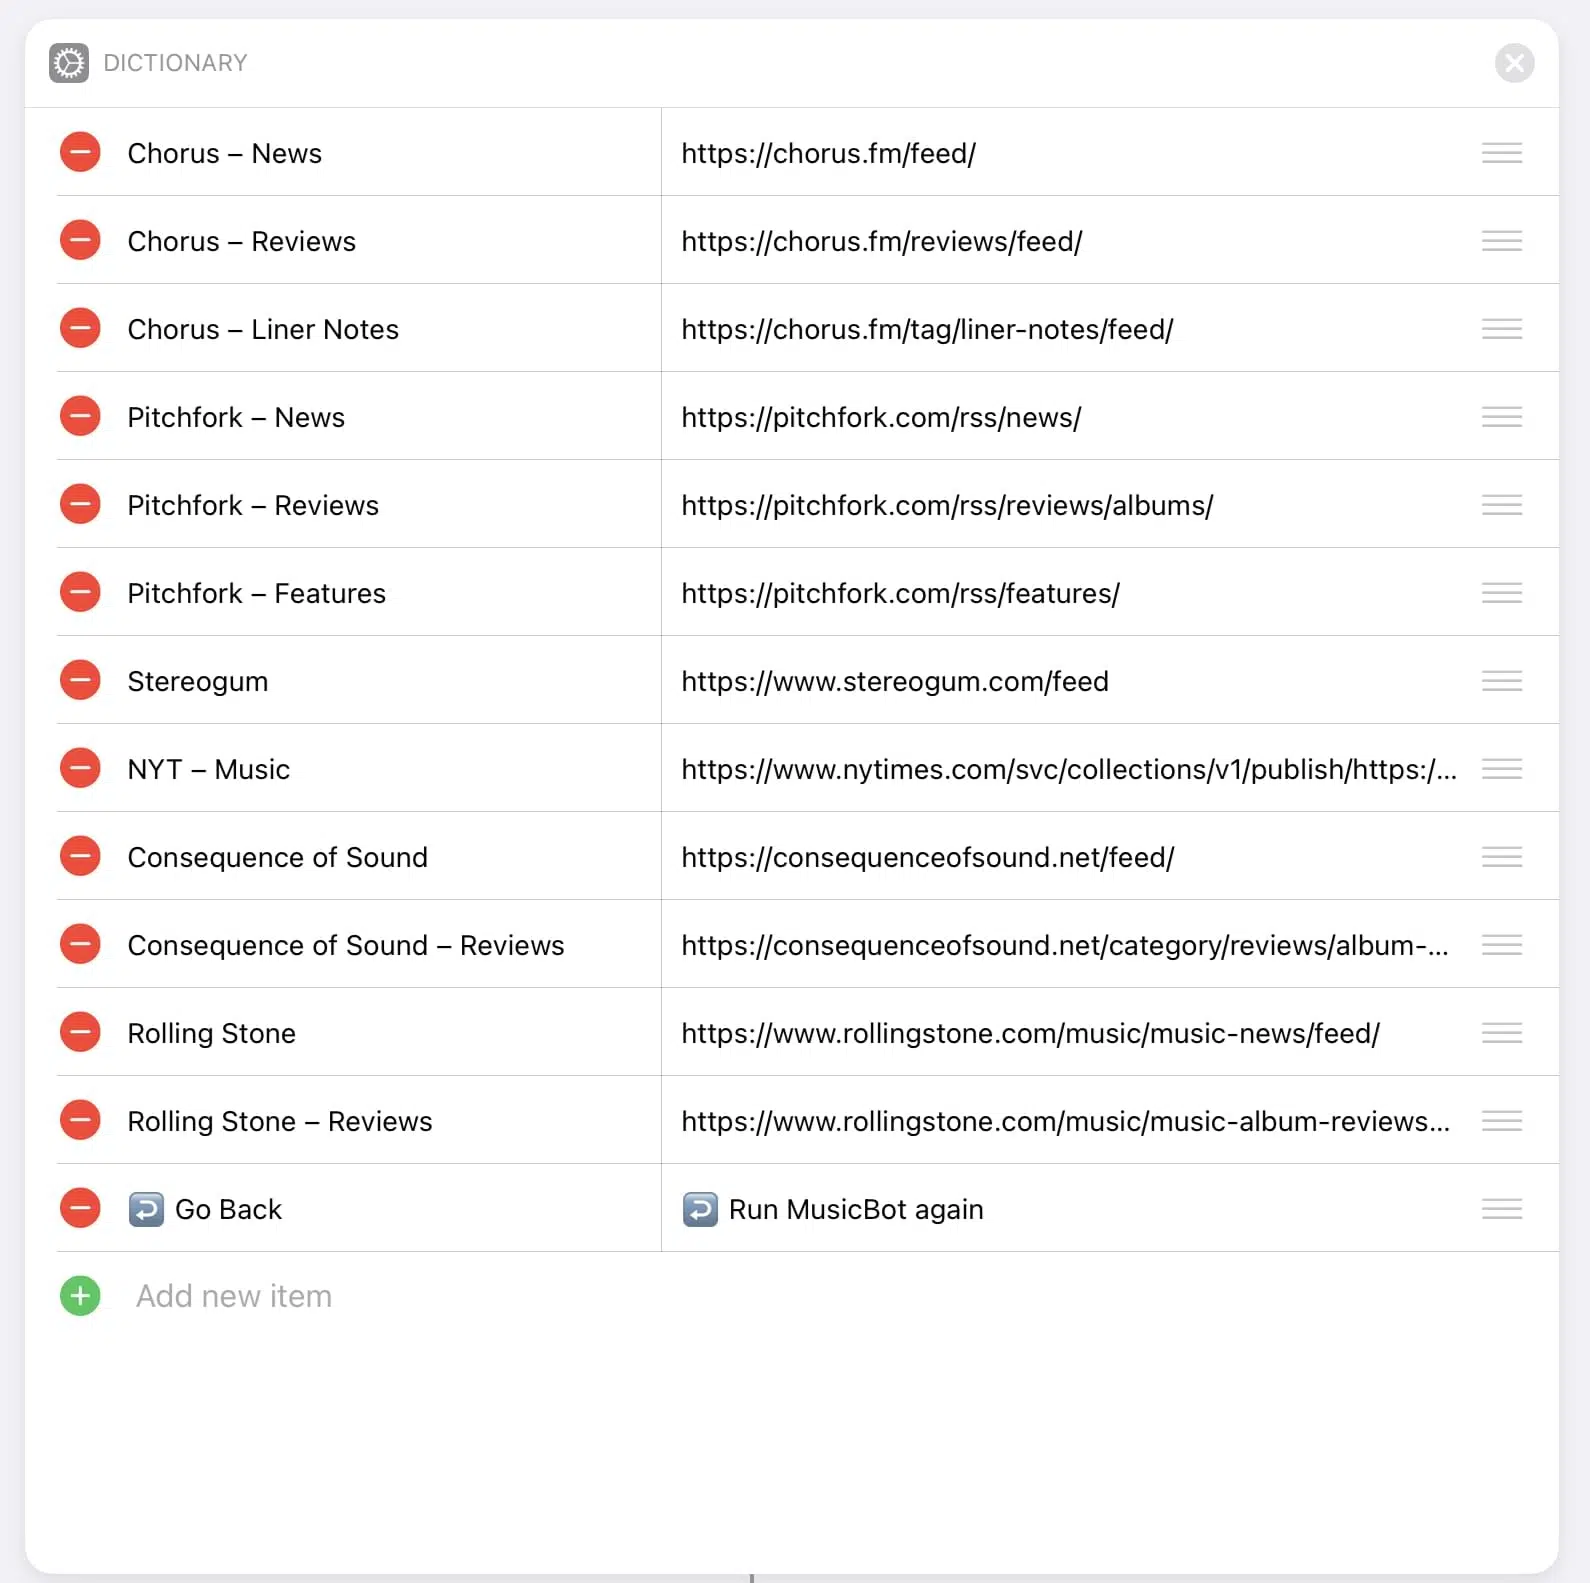 DICTIONARY
Chorus – News https://chorus.fm/feed/
Chorus – Reviews https://chorus.fm/reviews/feed/
Chorus – Liner Notes https://chorus.fm/tag/liner-notes/feed/
Pitchfork – News https://pitchfork.com/rss/news/
Pitchfork – Reviews https://pitchfork.com/rss/reviews/albums/
Pitchfork – Features https://pitchfork.com/rss/features/
Stereogum https://www.stereogum.com/feed
NYT – Music https://www.nytimes.com/svc/collections/v1/publish/https:/...
Consequence of Sound https://consequenceofsound.net/feed/
Consequence of Sound – Reviews https://consequenceofsound.net/category/reviews/album-...
Rolling Stone https://www.rollingstone.com/music/music-news/feed/
Rolling Stone – Reviews https://www.rollingstone.com/music/music-album-reviews...
Go Back Run MusicBot again
Add new item